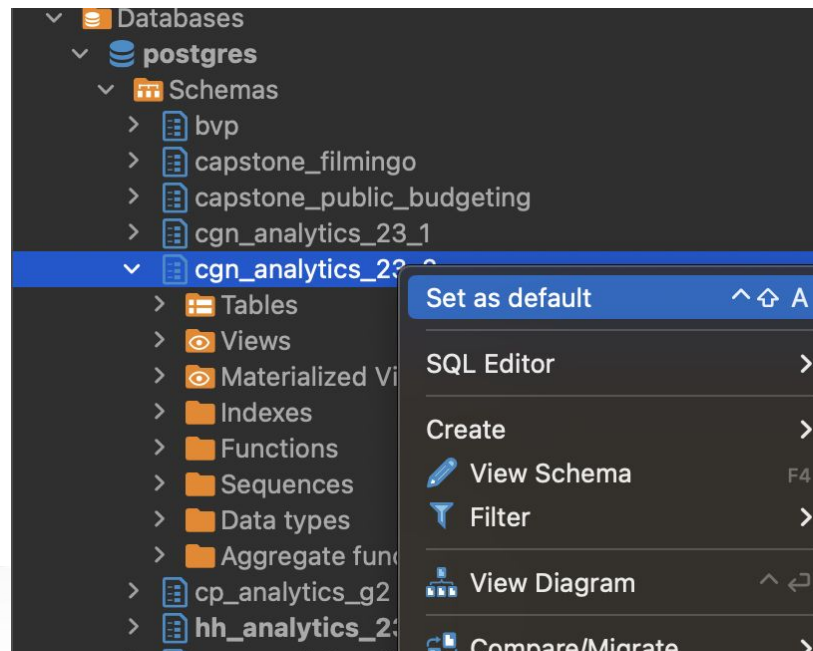 Databases
postgres
Schemas
bvp
capstone_filmingo
capstone_public_budgeting
cgn_analytics_23_1
cgn_analytics_23
Set as default ^ ⇧ A
Tables
Views
SQL Editor
Materialized Vi
Create
Indexes
Functions
View Schema F4
Sequences
Filter
Data types
Aggregate func
View Diagram ^ ↩
cp_analytics_g2
hh_analytics_23
Compare/Migrate